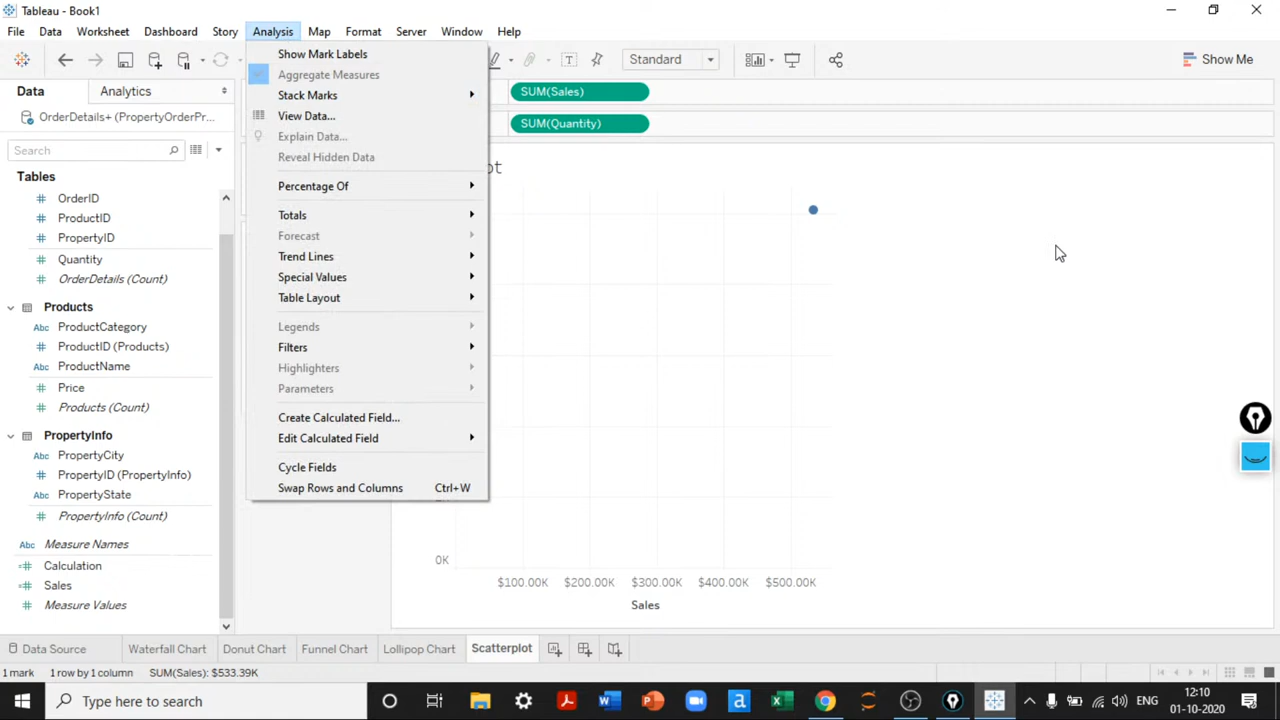 Tableau - Book1
File Data Worksheet Dashboard Story Analysis Map Format Server Window Help
Standard
Show Me
Data Analytics
OrderDetails+ (PropertyOrderPr...
Search
Tables
OrderID
ProductID
PropertyID
Quantity
OrderDetails (Count)
Products
Abc ProductCategory
ProductID (Products)
Abc ProductName
Price
Products (Count)
PropertyInfo
Abc PropertyCity
PropertyID (PropertyInfo)
Abc PropertyState
PropertyInfo (Count)
Abc Measure Names
Calculation
Sales
Measure Values
Show Mark Labels
Aggregate Measures
Stack Marks
View Data...
Explain Data...
Reveal Hidden Data
Percentage Of
Totals
Forecast
Trend Lines
Special Values
Table Layout
Legends
Filters
Highlighters
Parameters
Create Calculated Field...
Edit Calculated Field
Cycle Fields
Swap Rows and Columns Ctrl+W
SUM(Sales)
SUM(Quantity)
ot
0K
$100.00K $200.00K $300.00K $400.00K $500.00K
Sales
Data Source Waterfall Chart Donut Chart Funnel Chart Lollipop Chart Scatterplot
1 mark 1 row by 1 column SUM(Sales): $533.39K
Type here to search
ENG
12:10
01-10-2020